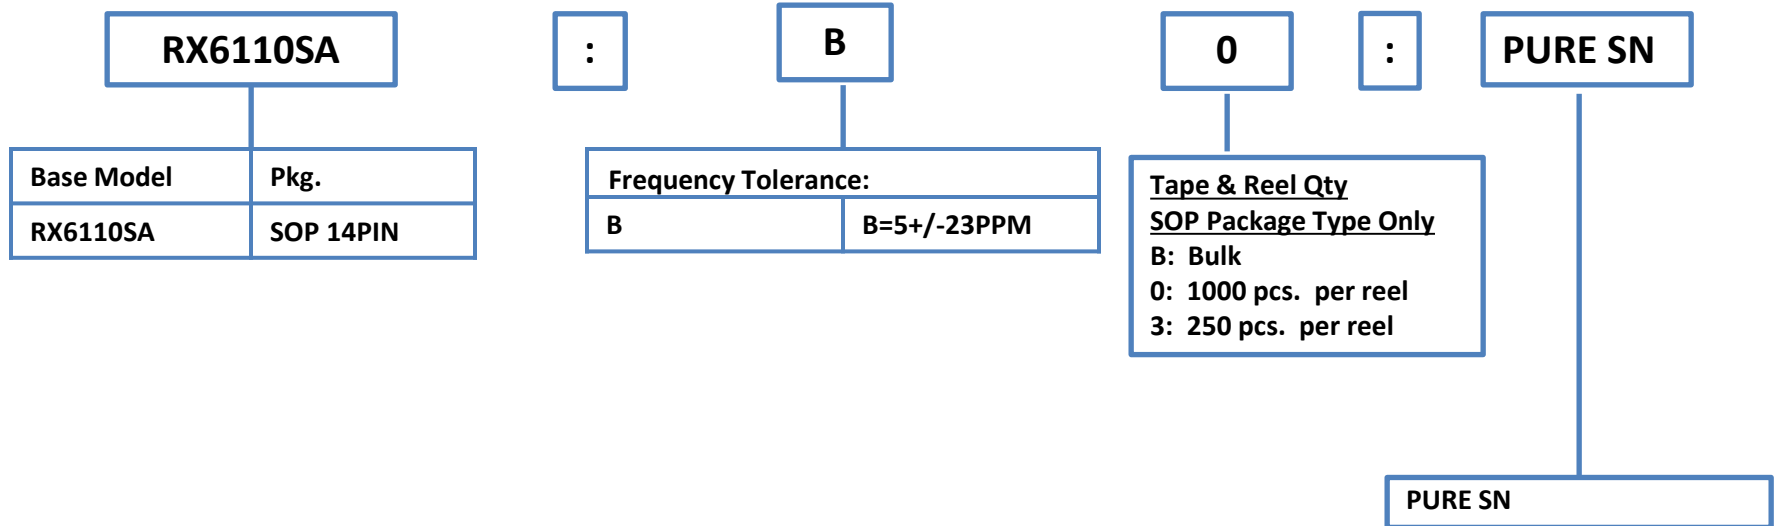 RX6110SA : B 0 : PURE SN
Base Model Pkg.
RX6110SA SOP 14PIN
Frequency Tolerance:
B B=5+/-23PPM
Tape & Reel Qty
SOP Package Type Only
B: Bulk
0: 1000 pcs. per reel
3: 250 pcs. per reel
PURE SN